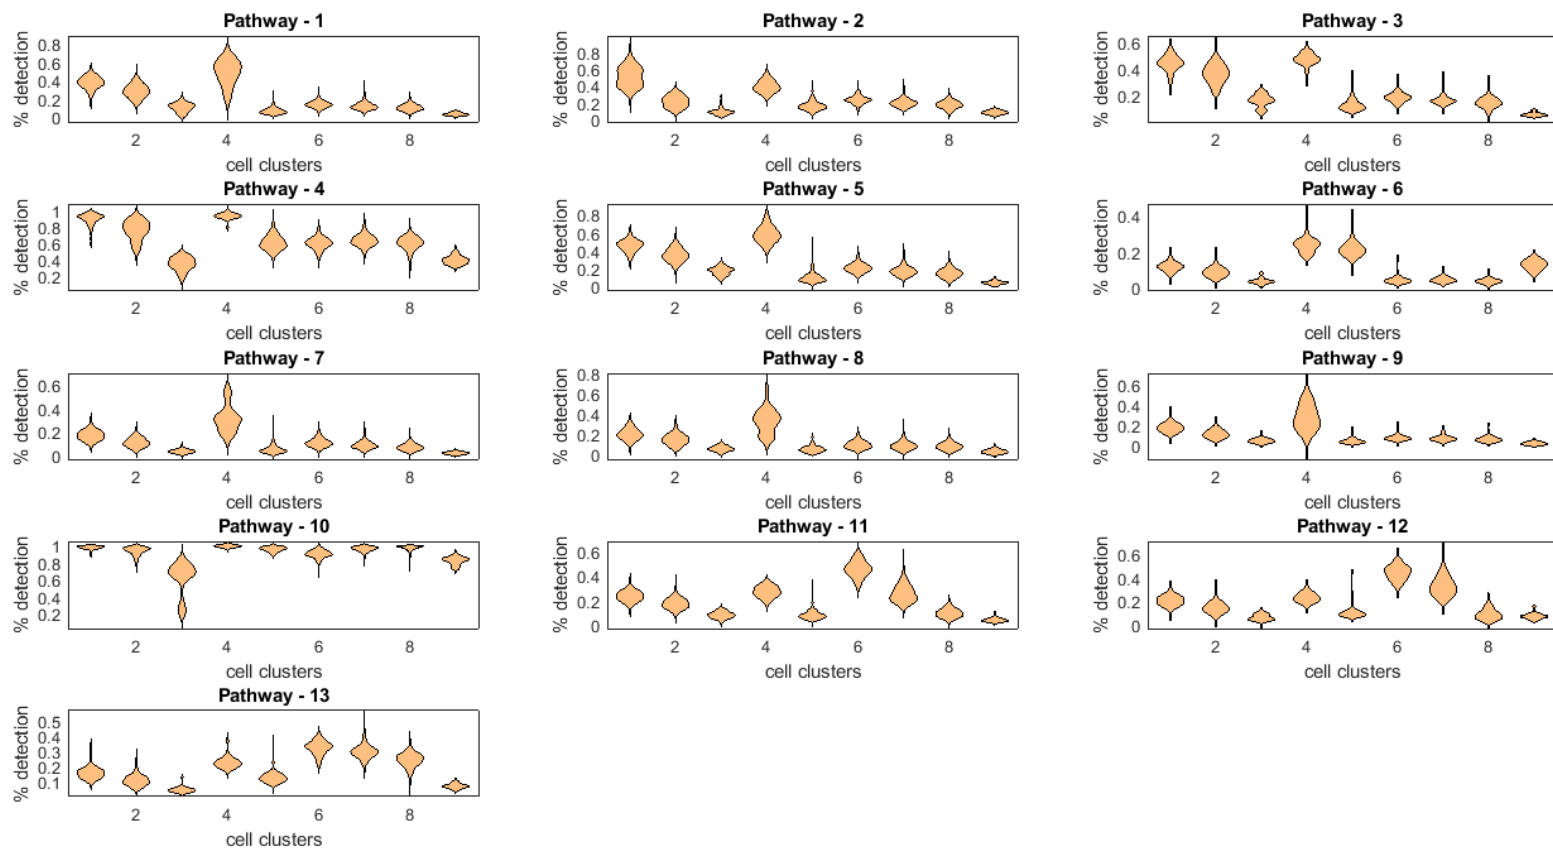 Pathway - 1
% detection
0.8
0.6
0.4
0.2
0
2
4
6
8
cell clusters
Pathway - 2
% detection
0.8
0.6
0.4
0.2
0
2
4
6
8
cell clusters
Pathway - 3
% detection
0.6
0.4
0.2
2
4
6
8
cell clusters
Pathway - 4
% detection
1
0.8
0.6
0.4
0.2
2
4
6
8
cell clusters
Pathway - 5
% detection
0.8
0.6
0.4
0.2
0
2
4
6
8
cell clusters
Pathway - 6
% detection
0.4
0.2
0
2
4
6
8
cell clusters
Pathway - 7
% detection
0.6
0.4
0.2
0
2
4
6
8
cell clusters
Pathway - 8
% detection
0.8
0.6
0.4
0.2
0
2
4
6
8
cell clusters
Pathway - 9
% detection
0.6
0.4
0.2
0
2
4
6
8
cell clusters
Pathway - 10
% detection
1
0.8
0.6
0.4
0.2
2
4
6
8
cell clusters
Pathway - 11
% detection
0.6
0.4
0.2
0
2
4
6
8
cell clusters
Pathway - 12
% detection
0.6
0.4
0.2
0
2
4
6
8
cell clusters
Pathway - 13
% detection
0.5
0.4
0.3
0.2
0.1
2
4
6
8
cell clusters